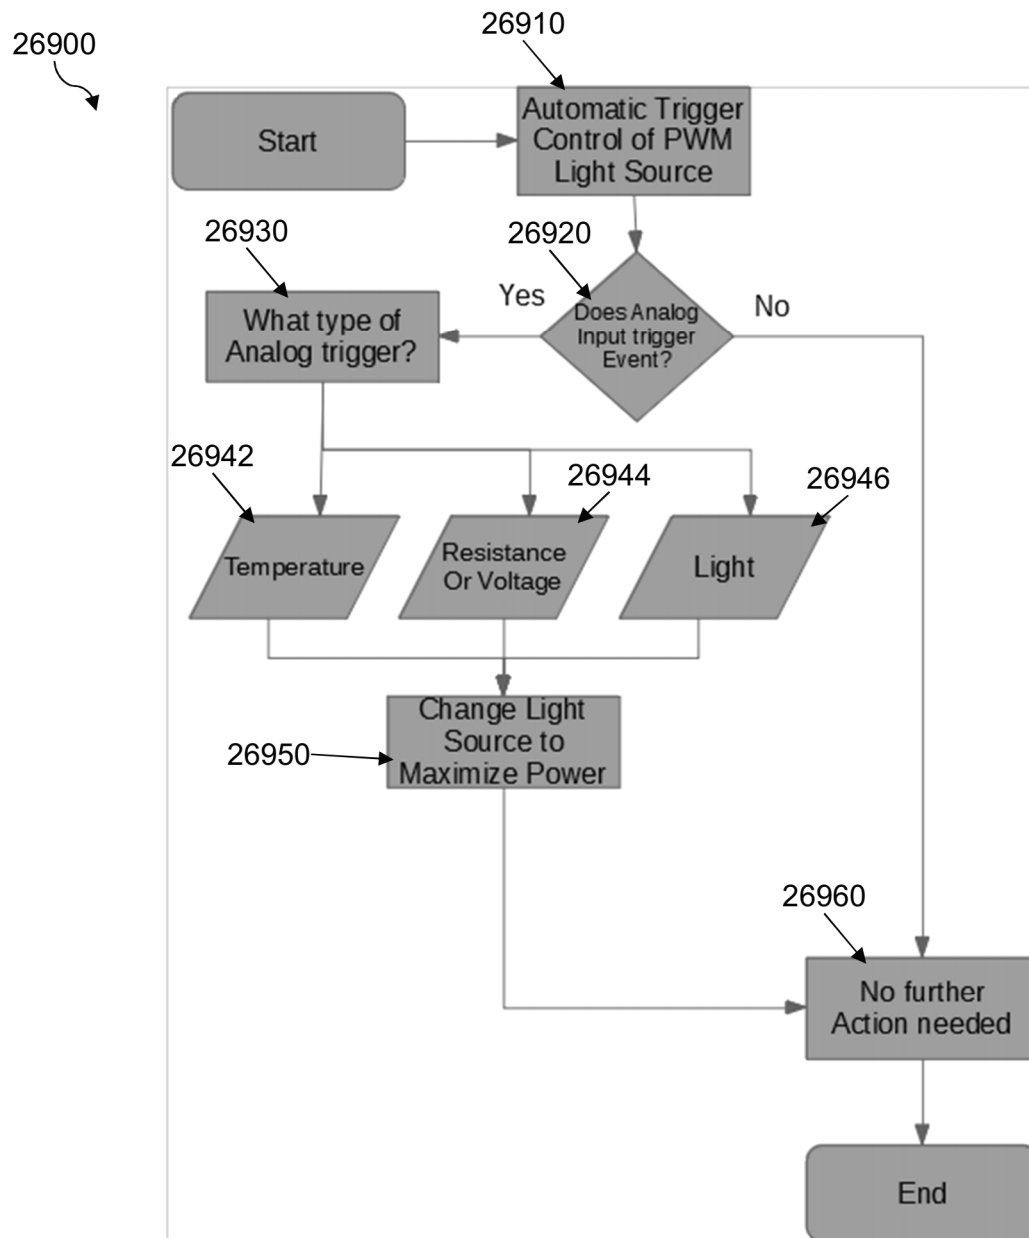 26900
26910
Start
Automatic Trigger
Control of PWM
Light Source
26930
26920
Yes
No
What type of
Analog trigger?
Does Analog
Input trigger
Event?
26942
26944
26946
Temperature
Resistance
Or Voltage
Light
26950
Change Light
Source to
Maximize Power
26960
No further
Action needed
End